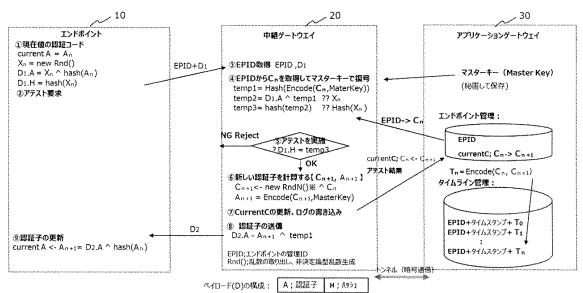 10
20
30
エンドポイント
①現在値の認証コード
current A = An
Xn = new Rnd()
D1.A = Xn ^ hash(An)
D1.H = hash(Xn)
②アテスト要求
EPID+D1
⑨認証子の更新
current A <- An+1= D2.A ^ hash(An)
D2
中継ゲートウエイ
③EPID取得 EPID ,D1
④EPIDからCnを取得してマスターキーで復号
temp1= Hash(Encode(Cn,MaterKey))
temp2= D1.A ^ temp1 ?? Xn
temp3= hash(temp2) ?? Hash(Xn)
NG Reject
⑤アテストを実施
?D1.H = temp3
OK
⑥新しい認証子を計算する【 Cn+1, An+1 】
Cn+1<- new RndN()※ ^ Cn
An+1 = Encode(Cn+1,MasterKey)
⑦CurrentCの更新、ログの書き込み
⑧ 認証子の送信
D2.A - An+1 ^ temp1
EPID;エンドポイントの管理ID
Rnd();乱数の取り出し、非決定論型乱数生成
アプリケーションゲートウェイ
マスターキー (Master Key)
(秘匿して保存)
EPID-> Cn
エンドポイント管理:
EPID
currentC; Cn-> Cn+1
currentC; Cn <- Cn+1
アテスト結果
Tn=Encode(Cn, Cn+1)
タイムライン管理:
EPID+タイムスタンプ+ T0
EPID+タイムスタンプ+ T1
:
EPID+タイムスタンプ+ Tn
トンネル (暗号通信)
ペイロード(D)の構成:
A ; 認証子
H ; ハッシュ